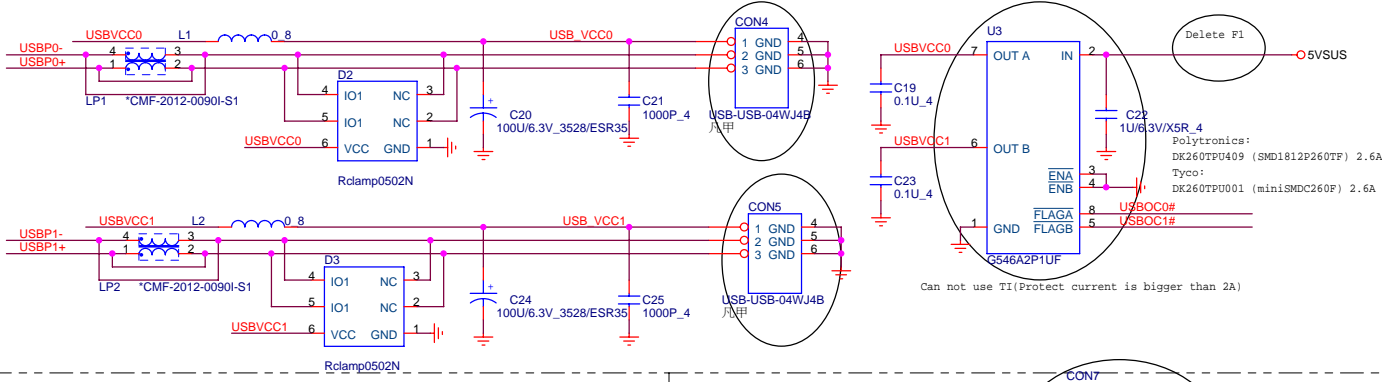 USBVCC0 L1 0_8 USB_VCC0
USBP0- 4 3
USBP0+ 1 2
LP1 *CMF-2012-0090I-S1
D2
4 IO1 NC 3
5 IO1 NC 2
USBVCC0 6 VCC GND 1
Rclamp0502N
+
C20
100U/6.3V_3528/ESR35
C21
1000P_4
CON4
1 GND 4
2 GND 5
3 GND 6
USB-USB-04WJ4B
凡甲
U3
USBVCC0 7 OUT A IN 2
Delete F1
5VSUS
C19
0.1U_4
C22
1U/6.3V/X5R_4
USBVCC1 6 OUT B
C23
0.1U_4
ENA 3
ENB 4
FLAGA 8 USBOC0#
1 GND FLAGB 5 USBOC1#
G546A2P1UF
Polytronics:
DK260TPU409 (SMD1812P260TF) 2.6A
Tyco:
DK260TPU001 (miniSMDC260F) 2.6A
Can not use TI(Protect current is bigger than 2A)
USBVCC1 L2 0_8 USB_VCC1
USBP1- 4 3
USBP1+ 1 2
LP2 *CMF-2012-0090I-S1
D3
4 IO1 NC 3
5 IO1 NC 2
USBVCC1 6 VCC GND 1
Rclamp0502N
+
C24
100U/6.3V_3528/ESR35
C25
1000P_4
CON5
1 GND 4
2 GND 5
3 GND 6
USB-USB-04WJ4B
凡甲
CON7